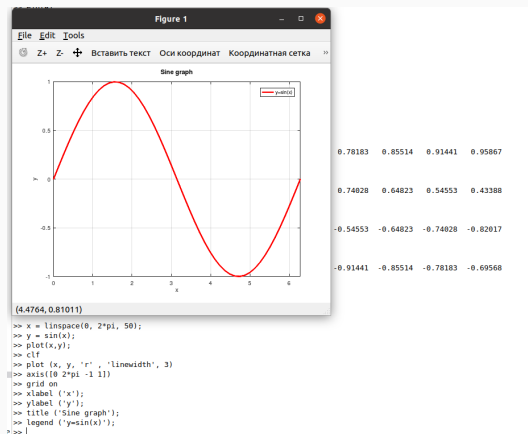 Figure 1
File Edit Tools
Z+ Z- Вставить текст Оси координат Координатная сетка »
Sine graph
y=sin(x)
1
0.5
0
-0.5
-1
y
0 1 2 3 4 5 6
x
(4.4764, 0.81011)
0.78183 0.85514 0.91441 0.95867
0.74028 0.64823 0.54553 0.43388
-0.54553 -0.64823 -0.74028 -0.82017
-0.91441 -0.85514 -0.78183 -0.69568
>> x = linspace(0, 2*pi, 50);
>> y = sin(x);
>> plot(x,y);
>> clf
>> plot (x, y, 'r' , 'linewidth', 3)
>> axis([0 2*pi -1 1])
>> grid on
>> xlabel ('x');
>> ylabel ('y');
>> title ('Sine graph');
>> legend ('y=sin(x)');
>>